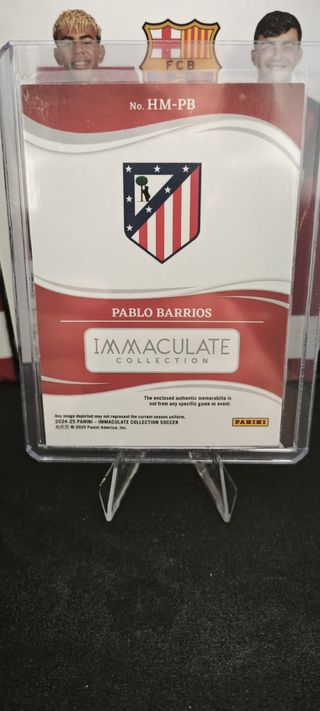 FCB
No. HM-PB
PABLO BARRIOS
IMMACULATE
COLLECTION
The enclosed authentic memorabilia is
not from any specific game or event.
Any image depicted may not represent the current season uniform.
2024-25 PANINI – IMMACULATE COLLECTION SOCCER
© 2025 Panini America, Inc.
PANINI